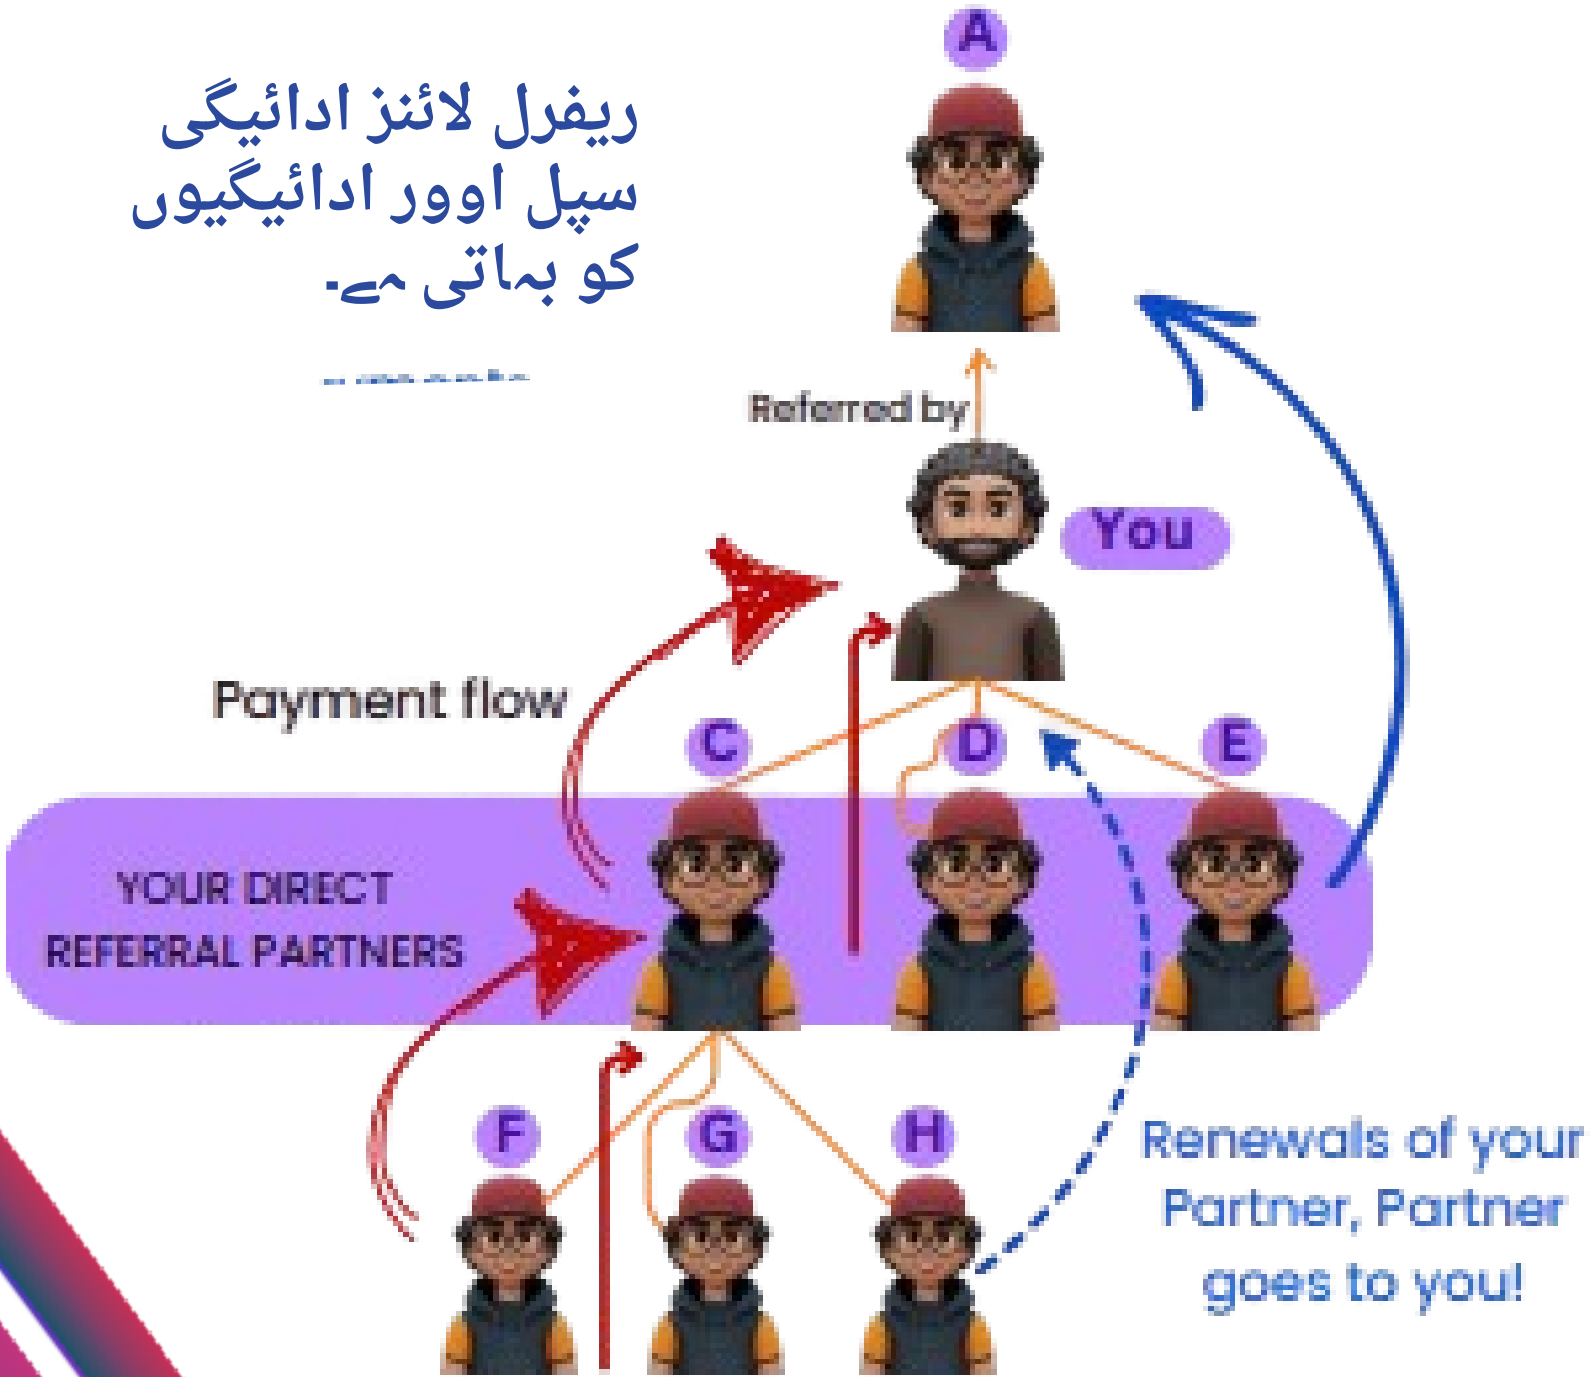 A
ریفرل لائنز ادائیگی
سپل اوور ادائیگیوں
کو بہاتی ہے۔
Referred by
You
Payment flow
C
D
E
YOUR DIRECT
REFERRAL PARTNERS
F
G
H
Renewals of your
Partner, Partner
goes to you!